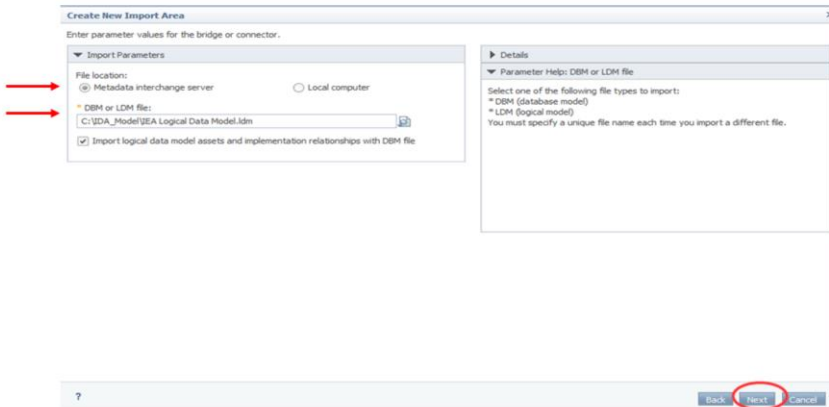 Create New Import Area
Enter parameter values for the bridge or connector.
Import Parameters
File location:
Metadata interchange server
Local computer
* DBM or LDM file:
C:\IDA_Model\IEA Logical Data Model.ldm
Import logical data model assets and implementation relationships with DBM file
Details
Parameter Help: DBM or LDM file
Select one of the following file types to import:
*DBM (database model)
*LDM (logical model)
You must specify a unique file name each time you import a different file.
?
Back
Next
Cancel